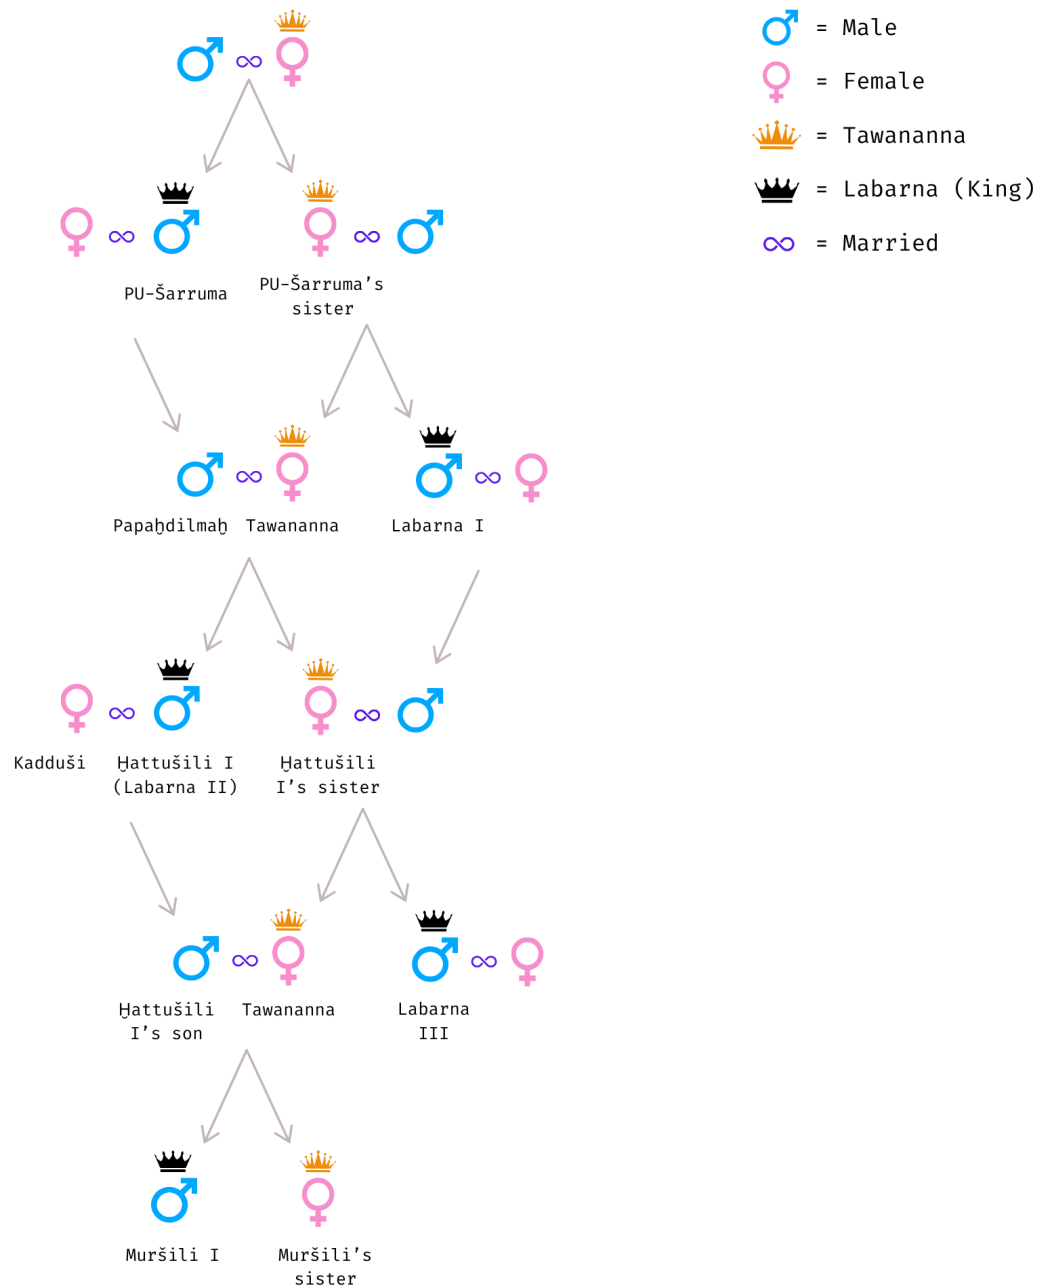 = Male
= Female
= Tawananna
= Labarna (King)
= Married
PU-Šarruma
PU-Šarruma’s
sister
Papaḫdilmaḫ
Tawananna
Labarna I
Kadduši
Ḫattušili I
(Labarna II)
Ḫattušili
I’s sister
Ḫattušili
I’s son
Tawananna
Labarna
III
Muršili I
Muršili’s
sister